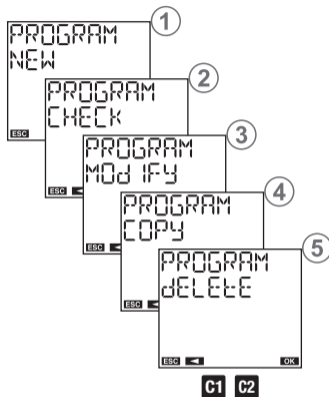 1
PROGRAM
NEW
ESC
2
PROGRAM
CHECK
ESC
3
PROGRAM
MOdIFY
ESC
4
PROGRAM
COPY
ESC
5
PROGRAM
dELEtE
ESC OK
C1 C2